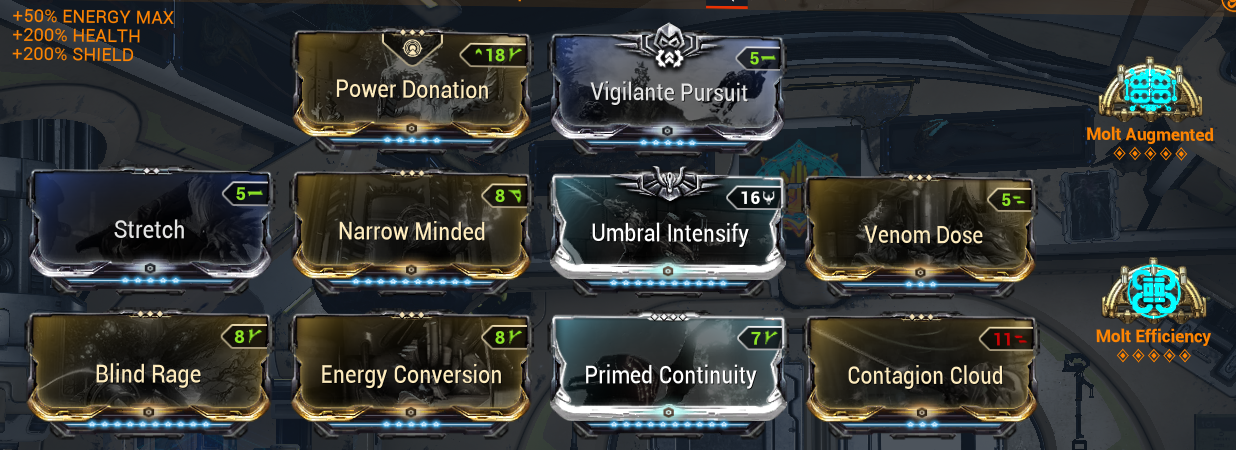 +50% ENERGY MAX
+200% HEALTH
+200% SHIELD
18
Power Donation
5
Vigilante Pursuit
Molt Augmented
5
Stretch
8
Narrow Minded
16
Umbral Intensify
5
Venom Dose
8
Blind Rage
8
Energy Conversion
7
Primed Continuity
11
Contagion Cloud
Molt Efficiency